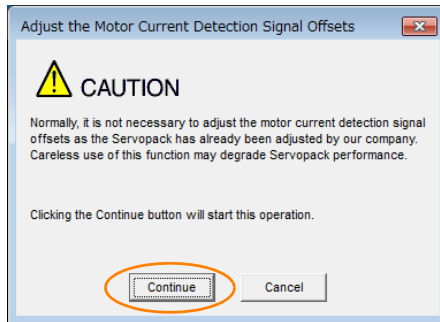 Adjust the Motor Current Detection Signal Offsets
CAUTION
Normally, it is not necessary to adjust the motor current detection signal
offsets as the Servopack has already been adjusted by our company.
Careless use of this function may degrade Servopack performance.
Clicking the Continue button will start this operation.
Continue
Cancel